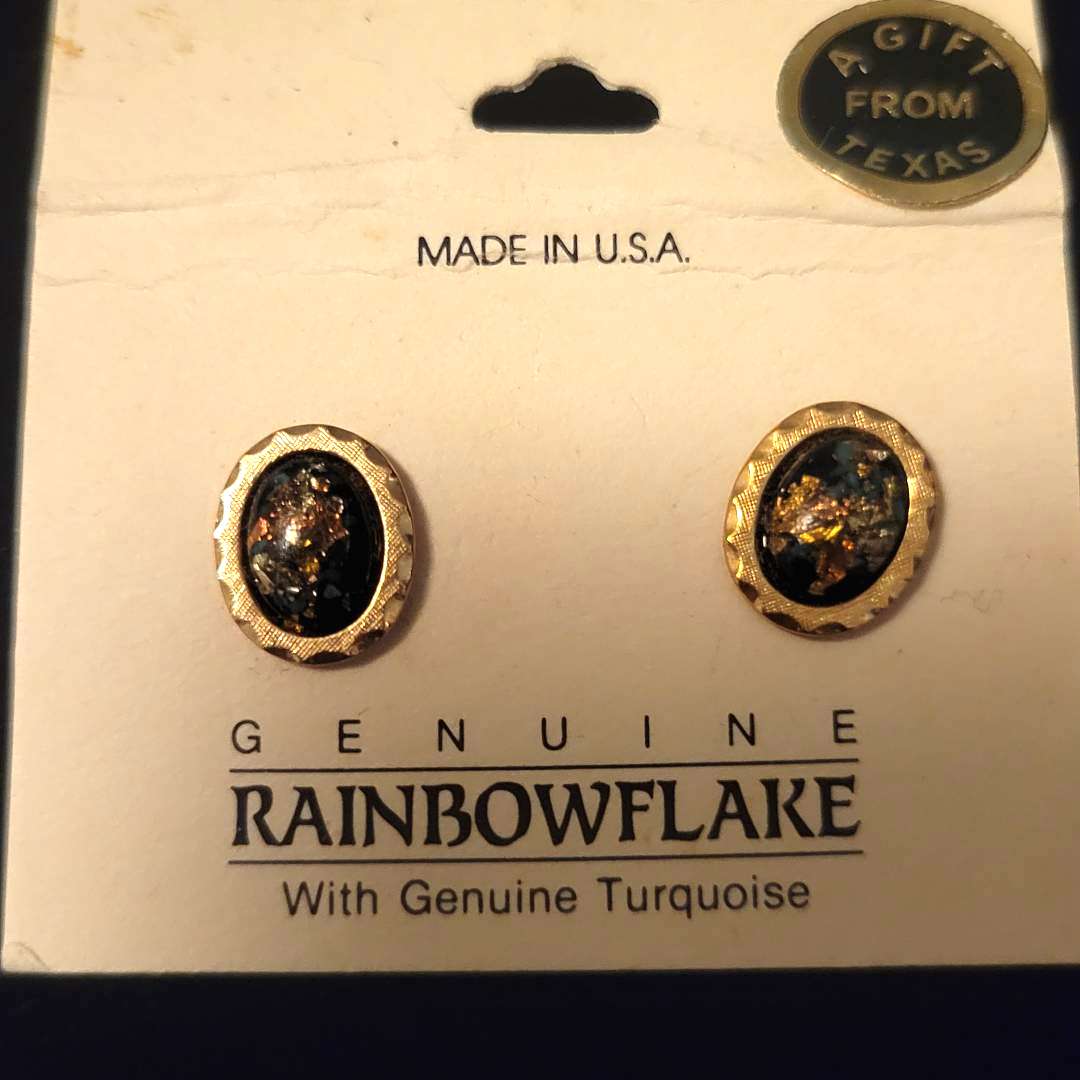 A GIFT
FROM
TEXAS
MADE IN U.S.A.
GENUINE
RAINBOWFLAKE
With Genuine Turquoise